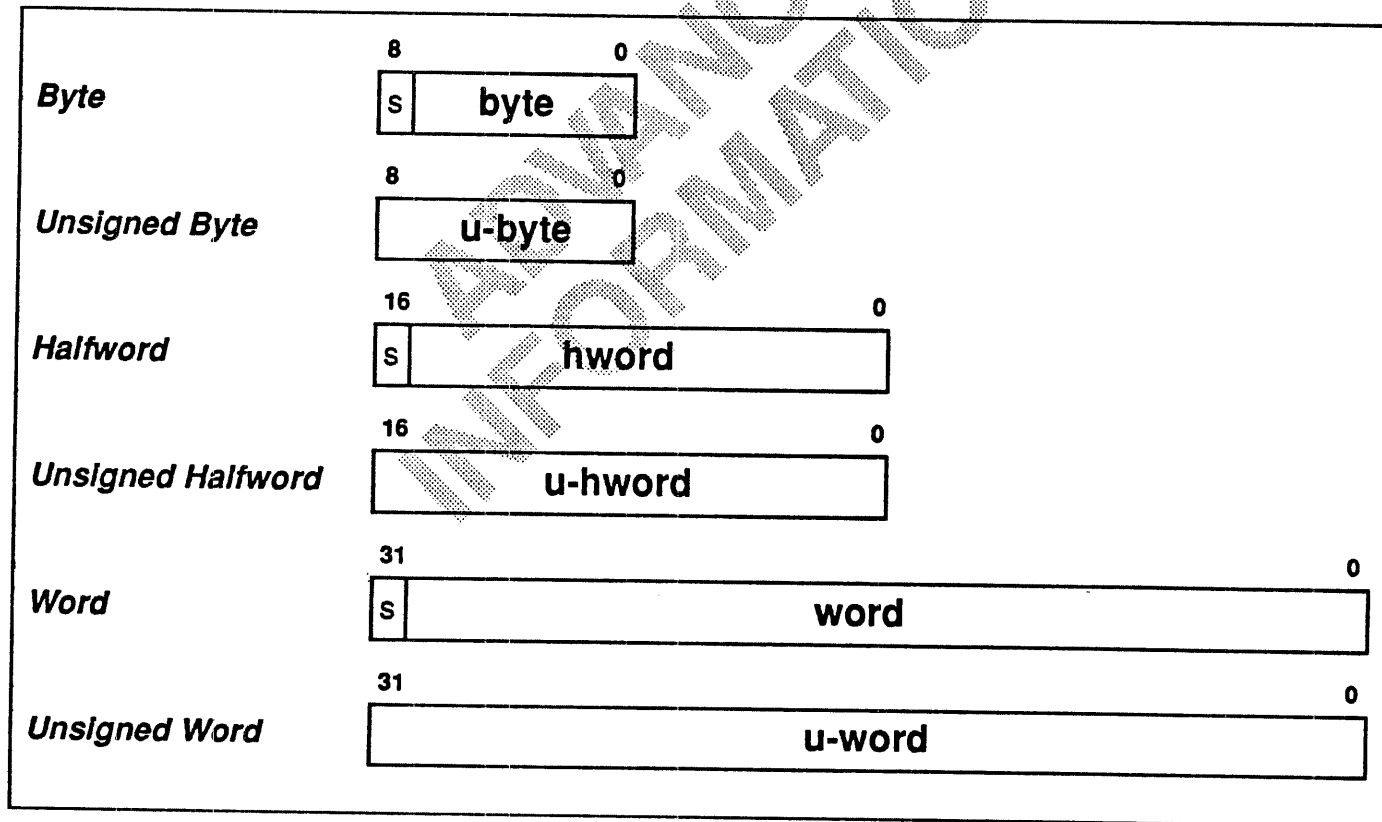 8 0
Byte S byte
8 0
Unsigned Byte u-byte
16 0
Halfword S hword
16 0
Unsigned Halfword u-hword
31 0
Word S word
31 0
Unsigned Word u-word